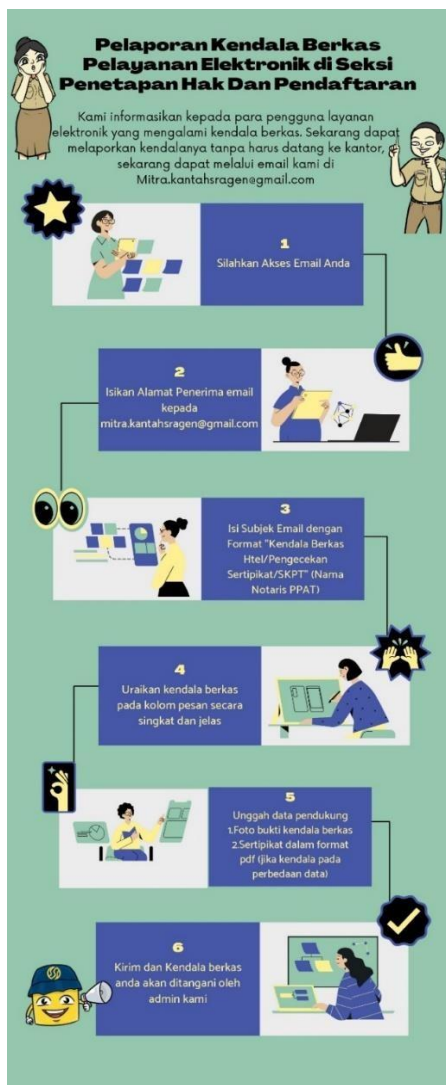 Pelaporan Kendala Berkas
Pelayanan Elektronik di Seksi
Penetapan Hak Dan Pendaftaran
Kami informasikan kepada para pengguna layanan
elektronik yang mengalami kendala berkas. Sekarang dapat
melaporkan kendalanya tanpa harus datang ke kantor,
sekarang dapat melalui email kami di
Mitra.kantahsragen@gmail.com
1
Silahkan Akses Email Anda
2
Isikan Alamat Penerima email
kepada
mitra.kantahsragen@gmail.com
3
Isi Subjek Email dengan
Format "Kendala Berkas
Htel/Pengecekan
Sertipikat/SKPT" (Nama
Notaris PPAT)
4
Uraikan kendala berkas
pada kolom pesan secara
singkat dan jelas
5
Unggah data pendukung
1.Foto bukti kendala berkas
2.Sertipikat dalam format
pdf (jika kendala pada
perbedaan data)
6
Kirim dan Kendala berkas
anda akan ditangani oleh
admin kami